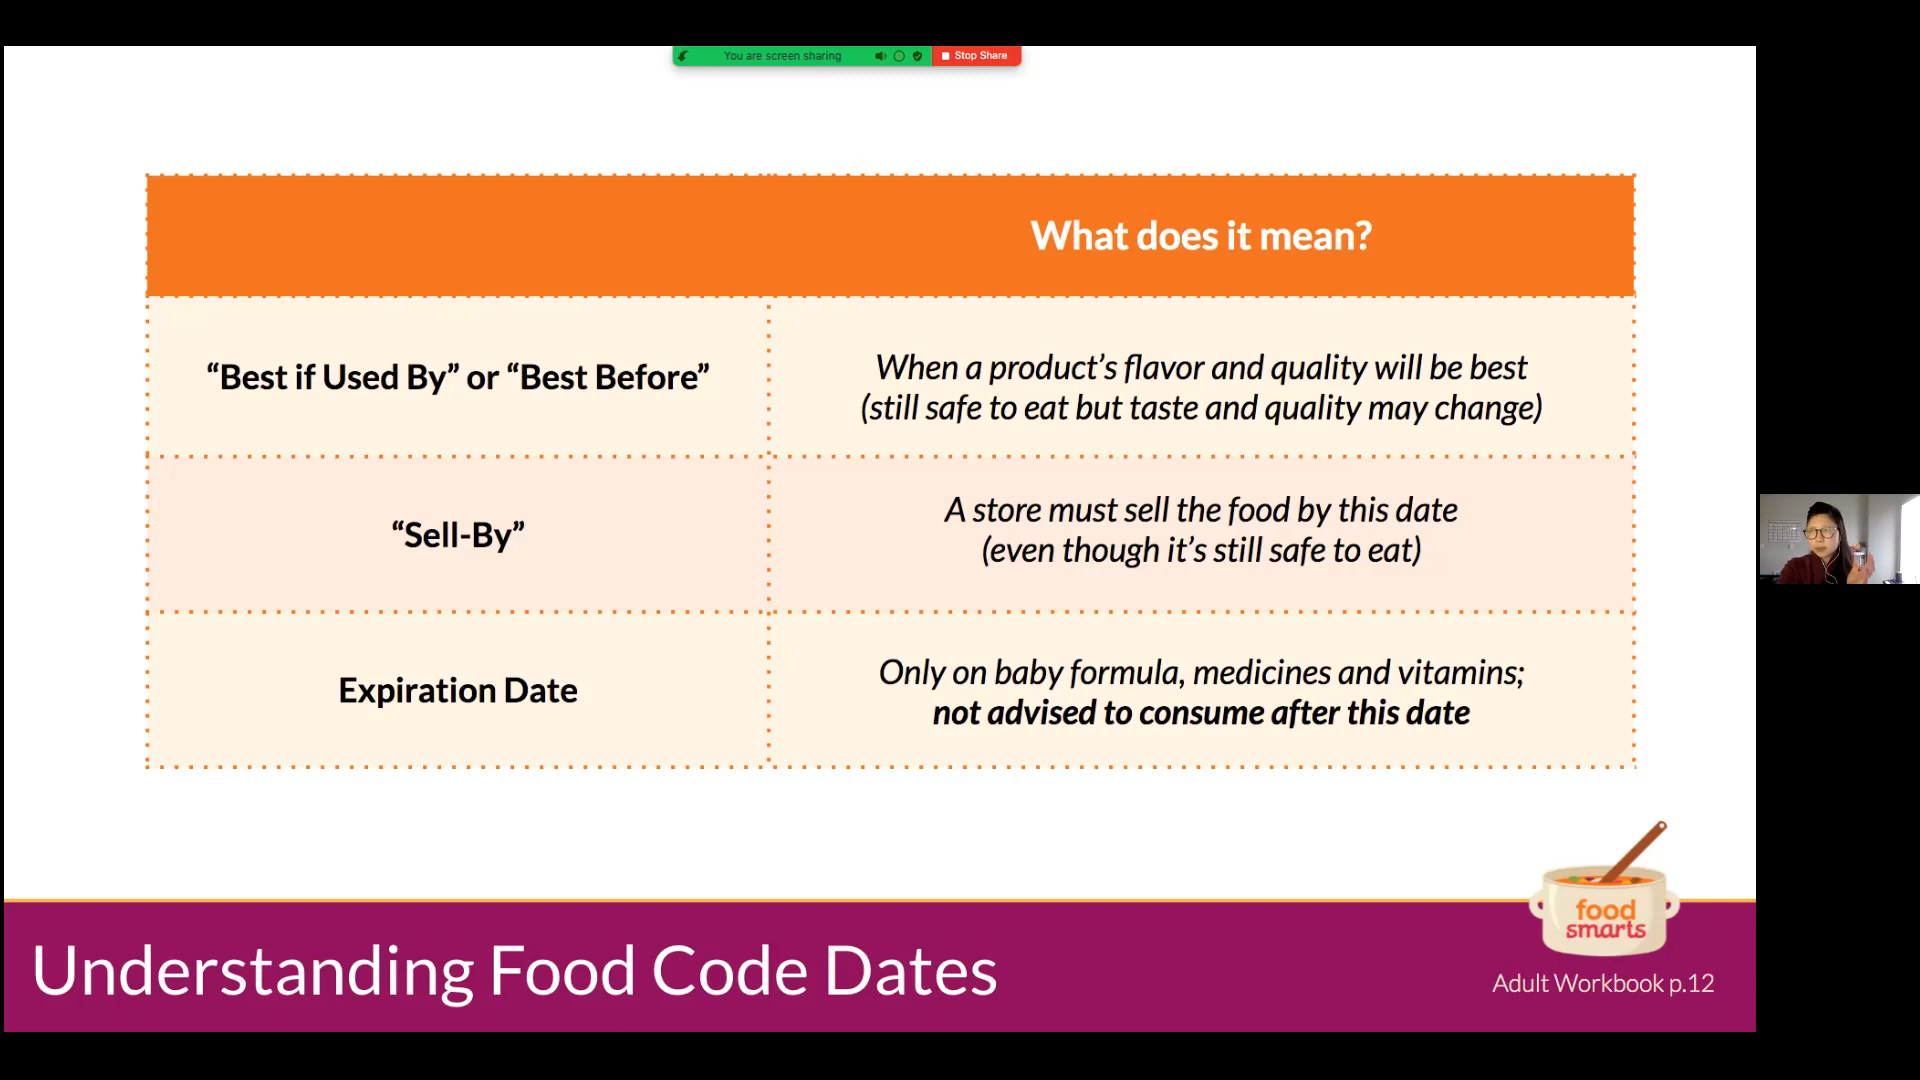 You are screen sharing
Stop Share
What does it mean?
“Best if Used By” or “Best Before”
When a product’s flavor and quality will be best
(still safe to eat but taste and quality may change)
“Sell-By”
A store must sell the food by this date
(even though it’s still safe to eat)
Expiration Date
Only on baby formula, medicines and vitamins;
not advised to consume after this date
food
smarts
Understanding Food Code Dates
Adult Workbook p.12